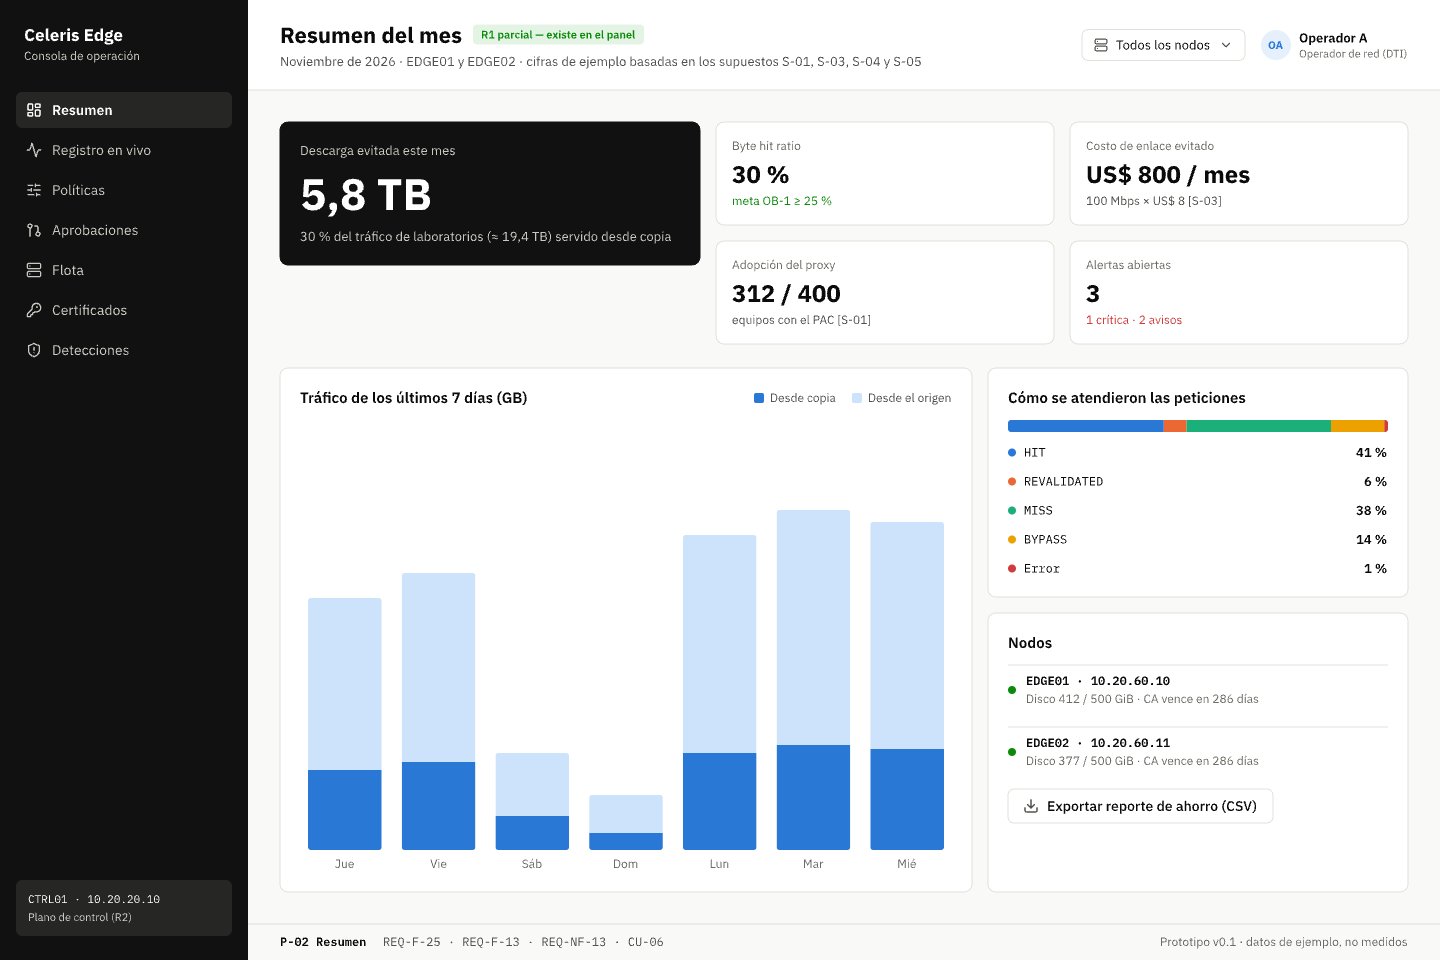 Celeris Edge
Consola de operación
Resumen
Registro en vivo
Políticas
Aprobaciones
Flota
Certificados
Detecciones
CTRL01 · 10.20.20.10
Plano de control (R2)
Resumen del mes
R1 parcial — existe en el panel
Noviembre de 2026 · EDGE01 y EDGE02 · cifras de ejemplo basadas en los supuestos S-01, S-03, S-04 y S-05
Todos los nodos
OA
Operador A
Operador de red (DTI)
Descarga evitada este mes
5,8 TB
30 % del tráfico de laboratorios (≈ 19,4 TB) servido desde copia
Byte hit ratio
30 %
meta OB-1 ≥ 25 %
Costo de enlace evitado
US$ 800 / mes
100 Mbps × US$ 8 [S-03]
Adopción del proxy
312 / 400
equipos con el PAC [S-01]
Alertas abiertas
3
1 crítica · 2 avisos
Tráfico de los últimos 7 días (GB)
Desde copia
Desde el origen
Jue
Vie
Sáb
Dom
Lun
Mar
Mié
Cómo se atendieron las peticiones
HIT 41 %
REVALIDATED 6 %
MISS 38 %
BYPASS 14 %
Error 1 %
Nodos
EDGE01 · 10.20.60.10
Disco 412 / 500 GiB · CA vence en 286 días
EDGE02 · 10.20.60.11
Disco 377 / 500 GiB · CA vence en 286 días
Exportar reporte de ahorro (CSV)
P-02 Resumen REQ-F-25 · REQ-F-13 · REQ-NF-13 · CU-06
Prototipo v0.1 · datos de ejemplo, no medidos